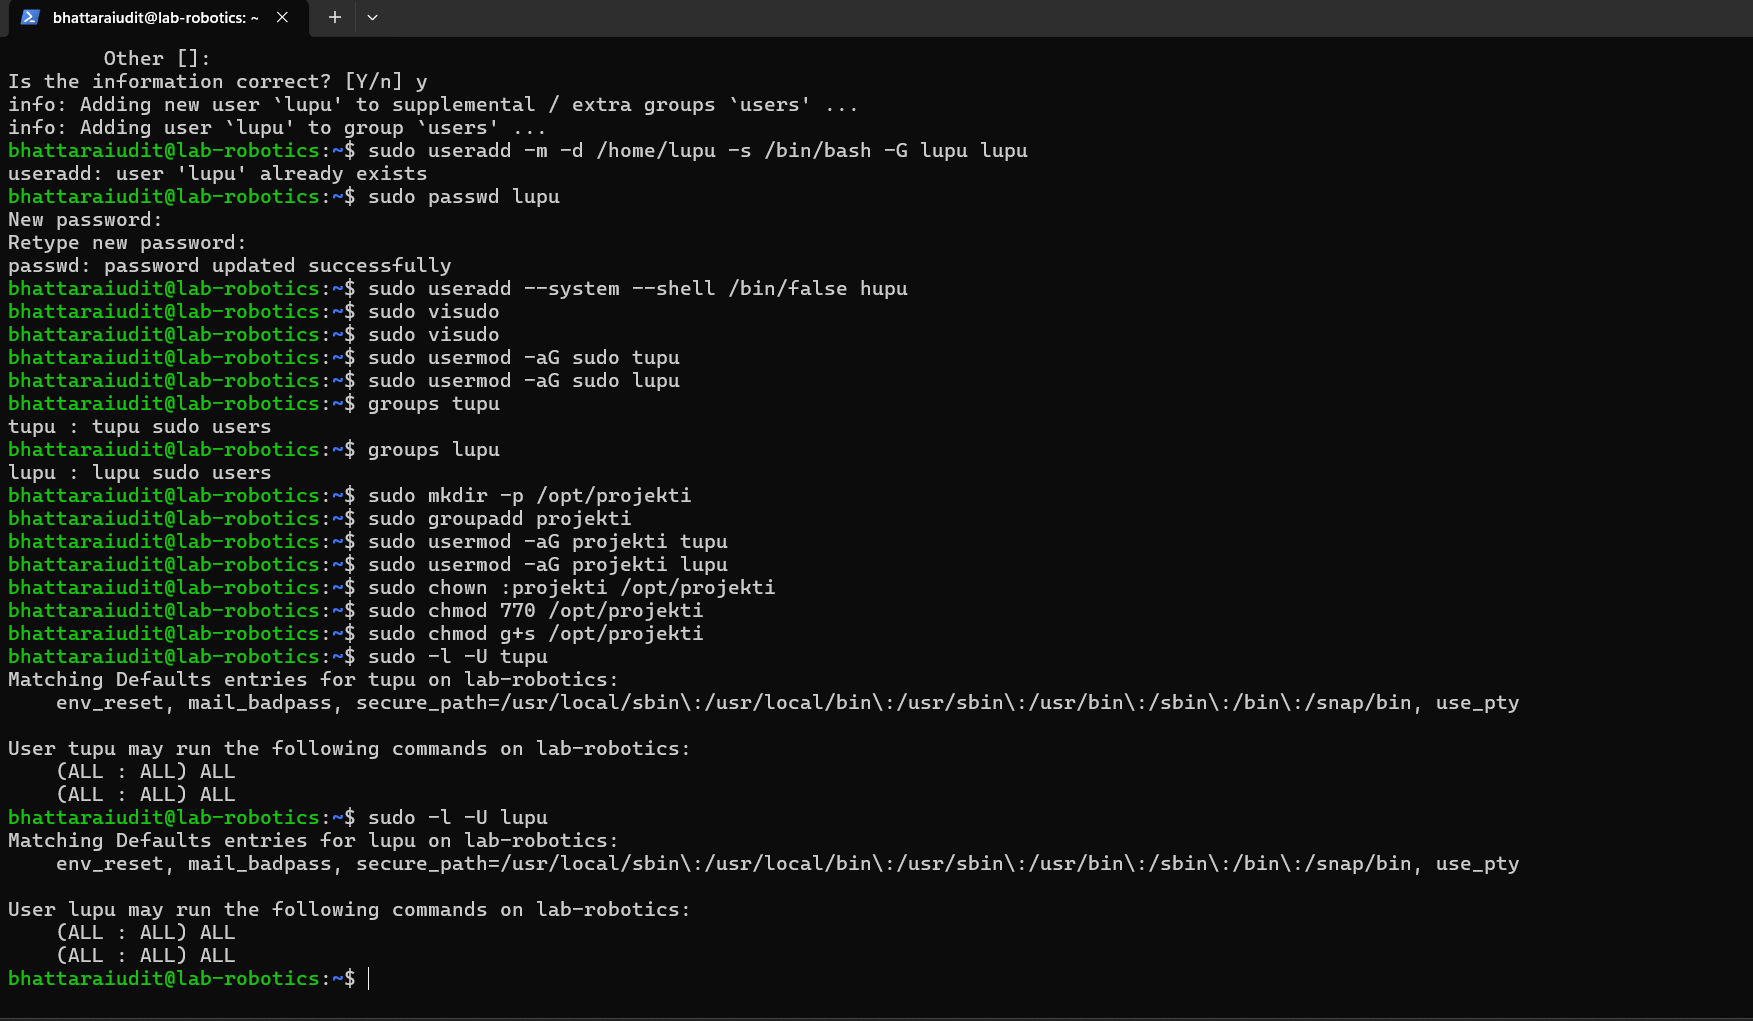 bhattaraiudit@lab-robotics: ~
Other []:
Is the information correct? [Y/n] y
info: Adding new user `lupu' to supplemental / extra groups `users' ...
info: Adding user `lupu' to group `users' ...
bhattaraiudit@lab-robotics:~$ sudo useradd -m -d /home/lupu -s /bin/bash -G lupu lupu
useradd: user 'lupu' already exists
bhattaraiudit@lab-robotics:~$ sudo passwd lupu
New password:
Retype new password:
passwd: password updated successfully
bhattaraiudit@lab-robotics:~$ sudo useradd --system --shell /bin/false hupu
bhattaraiudit@lab-robotics:~$ sudo visudo
bhattaraiudit@lab-robotics:~$ sudo visudo
bhattaraiudit@lab-robotics:~$ sudo usermod -aG sudo tupu
bhattaraiudit@lab-robotics:~$ sudo usermod -aG sudo lupu
bhattaraiudit@lab-robotics:~$ groups tupu
tupu : tupu sudo users
bhattaraiudit@lab-robotics:~$ groups lupu
lupu : lupu sudo users
bhattaraiudit@lab-robotics:~$ sudo mkdir -p /opt/projekti
bhattaraiudit@lab-robotics:~$ sudo groupadd projekti
bhattaraiudit@lab-robotics:~$ sudo usermod -aG projekti tupu
bhattaraiudit@lab-robotics:~$ sudo usermod -aG projekti lupu
bhattaraiudit@lab-robotics:~$ sudo chown :projekti /opt/projekti
bhattaraiudit@lab-robotics:~$ sudo chmod 770 /opt/projekti
bhattaraiudit@lab-robotics:~$ sudo chmod g+s /opt/projekti
bhattaraiudit@lab-robotics:~$ sudo -l -U tupu
Matching Defaults entries for tupu on lab-robotics:
env_reset, mail_badpass, secure_path=/usr/local/sbin\:/usr/local/bin\:/usr/sbin\:/usr/bin\:/sbin\:/bin\:/snap/bin, use_pty
User tupu may run the following commands on lab-robotics:
(ALL : ALL) ALL
(ALL : ALL) ALL
bhattaraiudit@lab-robotics:~$ sudo -l -U lupu
Matching Defaults entries for lupu on lab-robotics:
env_reset, mail_badpass, secure_path=/usr/local/sbin\:/usr/local/bin\:/usr/sbin\:/usr/bin\:/sbin\:/bin\:/snap/bin, use_pty
User lupu may run the following commands on lab-robotics:
(ALL : ALL) ALL
(ALL : ALL) ALL
bhattaraiudit@lab-robotics:~$